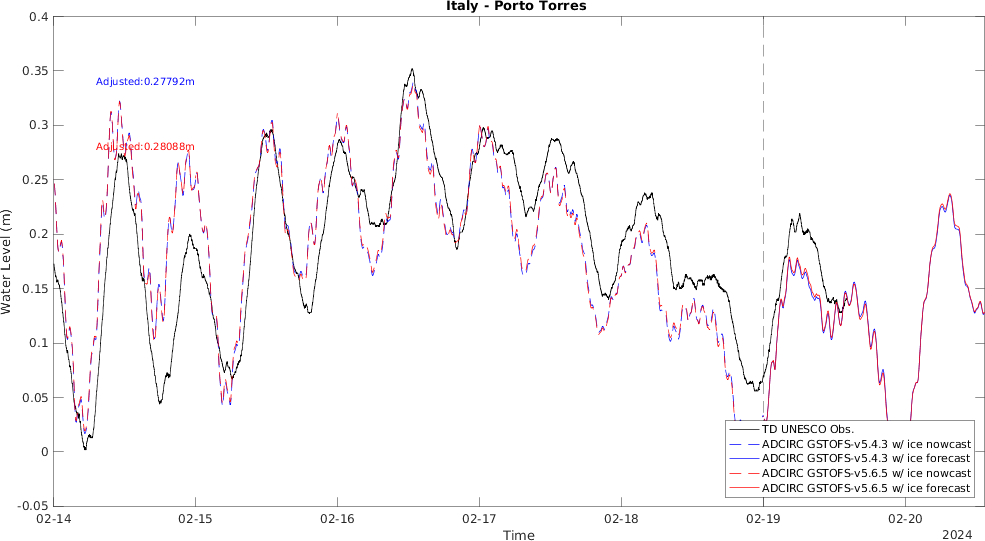 Italy - Porto Torres
0.4
0.35
0.3
0.25
0.2
0.15
0.1
0.05
0
-0.05
Water Level (m)
Adjusted:0.27792m
Adjusted:0.28088m
TD UNESCO Obs.
ADCIRC GSTOFS-v5.4.3 w/ ice nowcast
ADCIRC GSTOFS-v5.4.3 w/ ice forecast
ADCIRC GSTOFS-v5.6.5 w/ ice nowcast
ADCIRC GSTOFS-v5.6.5 w/ ice forecast
02-14 02-15 02-16 02-17 02-18 02-19 02-20
Time
2024